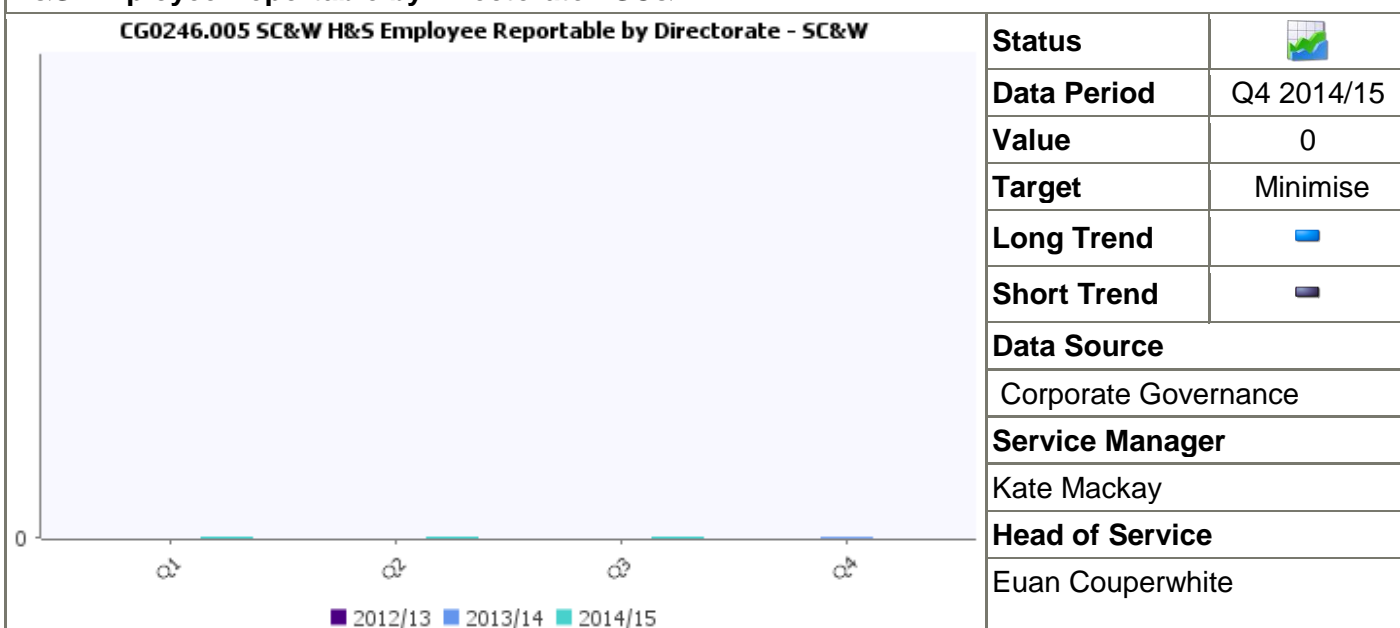 CG0246.005 SC&W H&S Employee Reportable by Directorate - SC&W
0
Q1
Q2
Q3
Q4
2012/13 2013/14 2014/15
Status
Data Period Q4 2014/15
Value 0
Target Minimise
Long Trend
Short Trend
Data Source
Corporate Governance
Service Manager
Kate Mackay
Head of Service
Euan Couperwhite